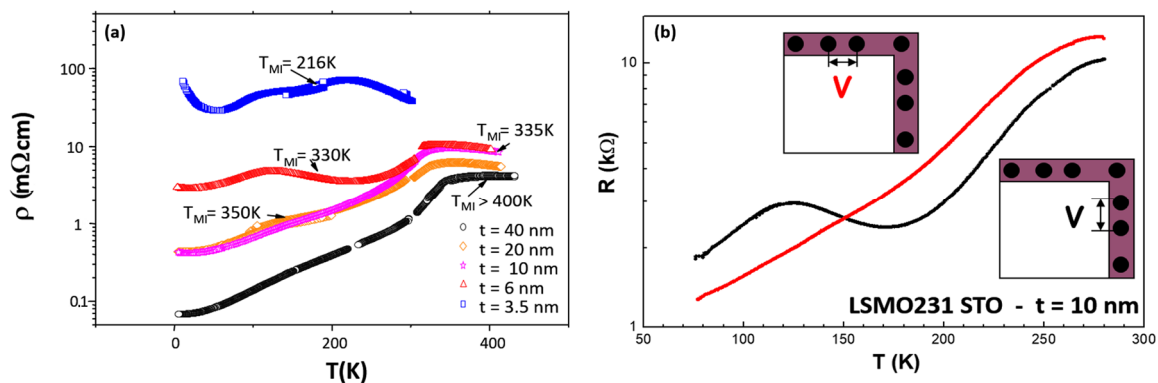 (a)
T_MI = 216K
T_MI = 330K
T_MI = 335K
T_MI = 350K
T_MI > 400K
t = 40 nm
t = 20 nm
t = 10 nm
t = 6 nm
t = 3.5 nm
100
10
1
0.1
ρ (mΩcm)
0
200
400
T(K)
(b)
V
V
LSMO231 STO - t = 10 nm
10
1
R (kΩ)
50
100
150
200
250
300
T (K)